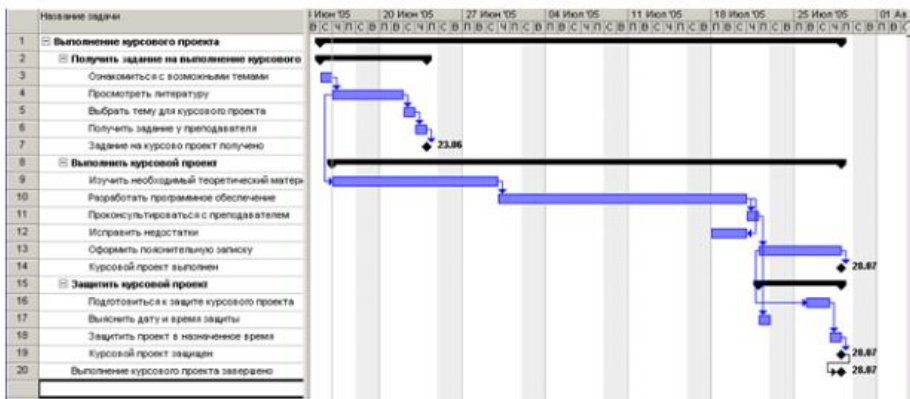 Название задачи
Июн '05 20 Июн '05 27 Июн '05 04 Июл '05 11 Июл '05 18 Июл '05 25 Июл '05 01 Ав
В С Ч П С В П В С Ч П С В П В С Ч П С В П В С Ч П С В П В С Ч П С В П В С Ч П С В П В С Ч П С В П В С
1 Выполнение курсового проекта
2 Получить задание на выполнение курсового
3 Ознакомиться с возможными темами
4 Просмотреть литературу
5 Выбрать тему для курсового проекта
6 Получить задание у преподавателя
7 Задание на курсово проект получено 23.06
8 Выполнить курсовой проект
9 Изучить необходимый теоретический матери
10 Разработать программное обеспечение
11 Проконсультироваться с преподавателем
12 Исправить недостатки
13 Оформить пояснительную записку
14 Курсовой проект выполнен 28.07
15 Защитить курсовой проект
16 Подготовиться к защите курсового проекта
17 Выяснить дату и время защиты
18 Защитить проект в назначенное время
19 Курсовой проект защищен 28.07
20 Выполнение курсового проекта завершено 28.07